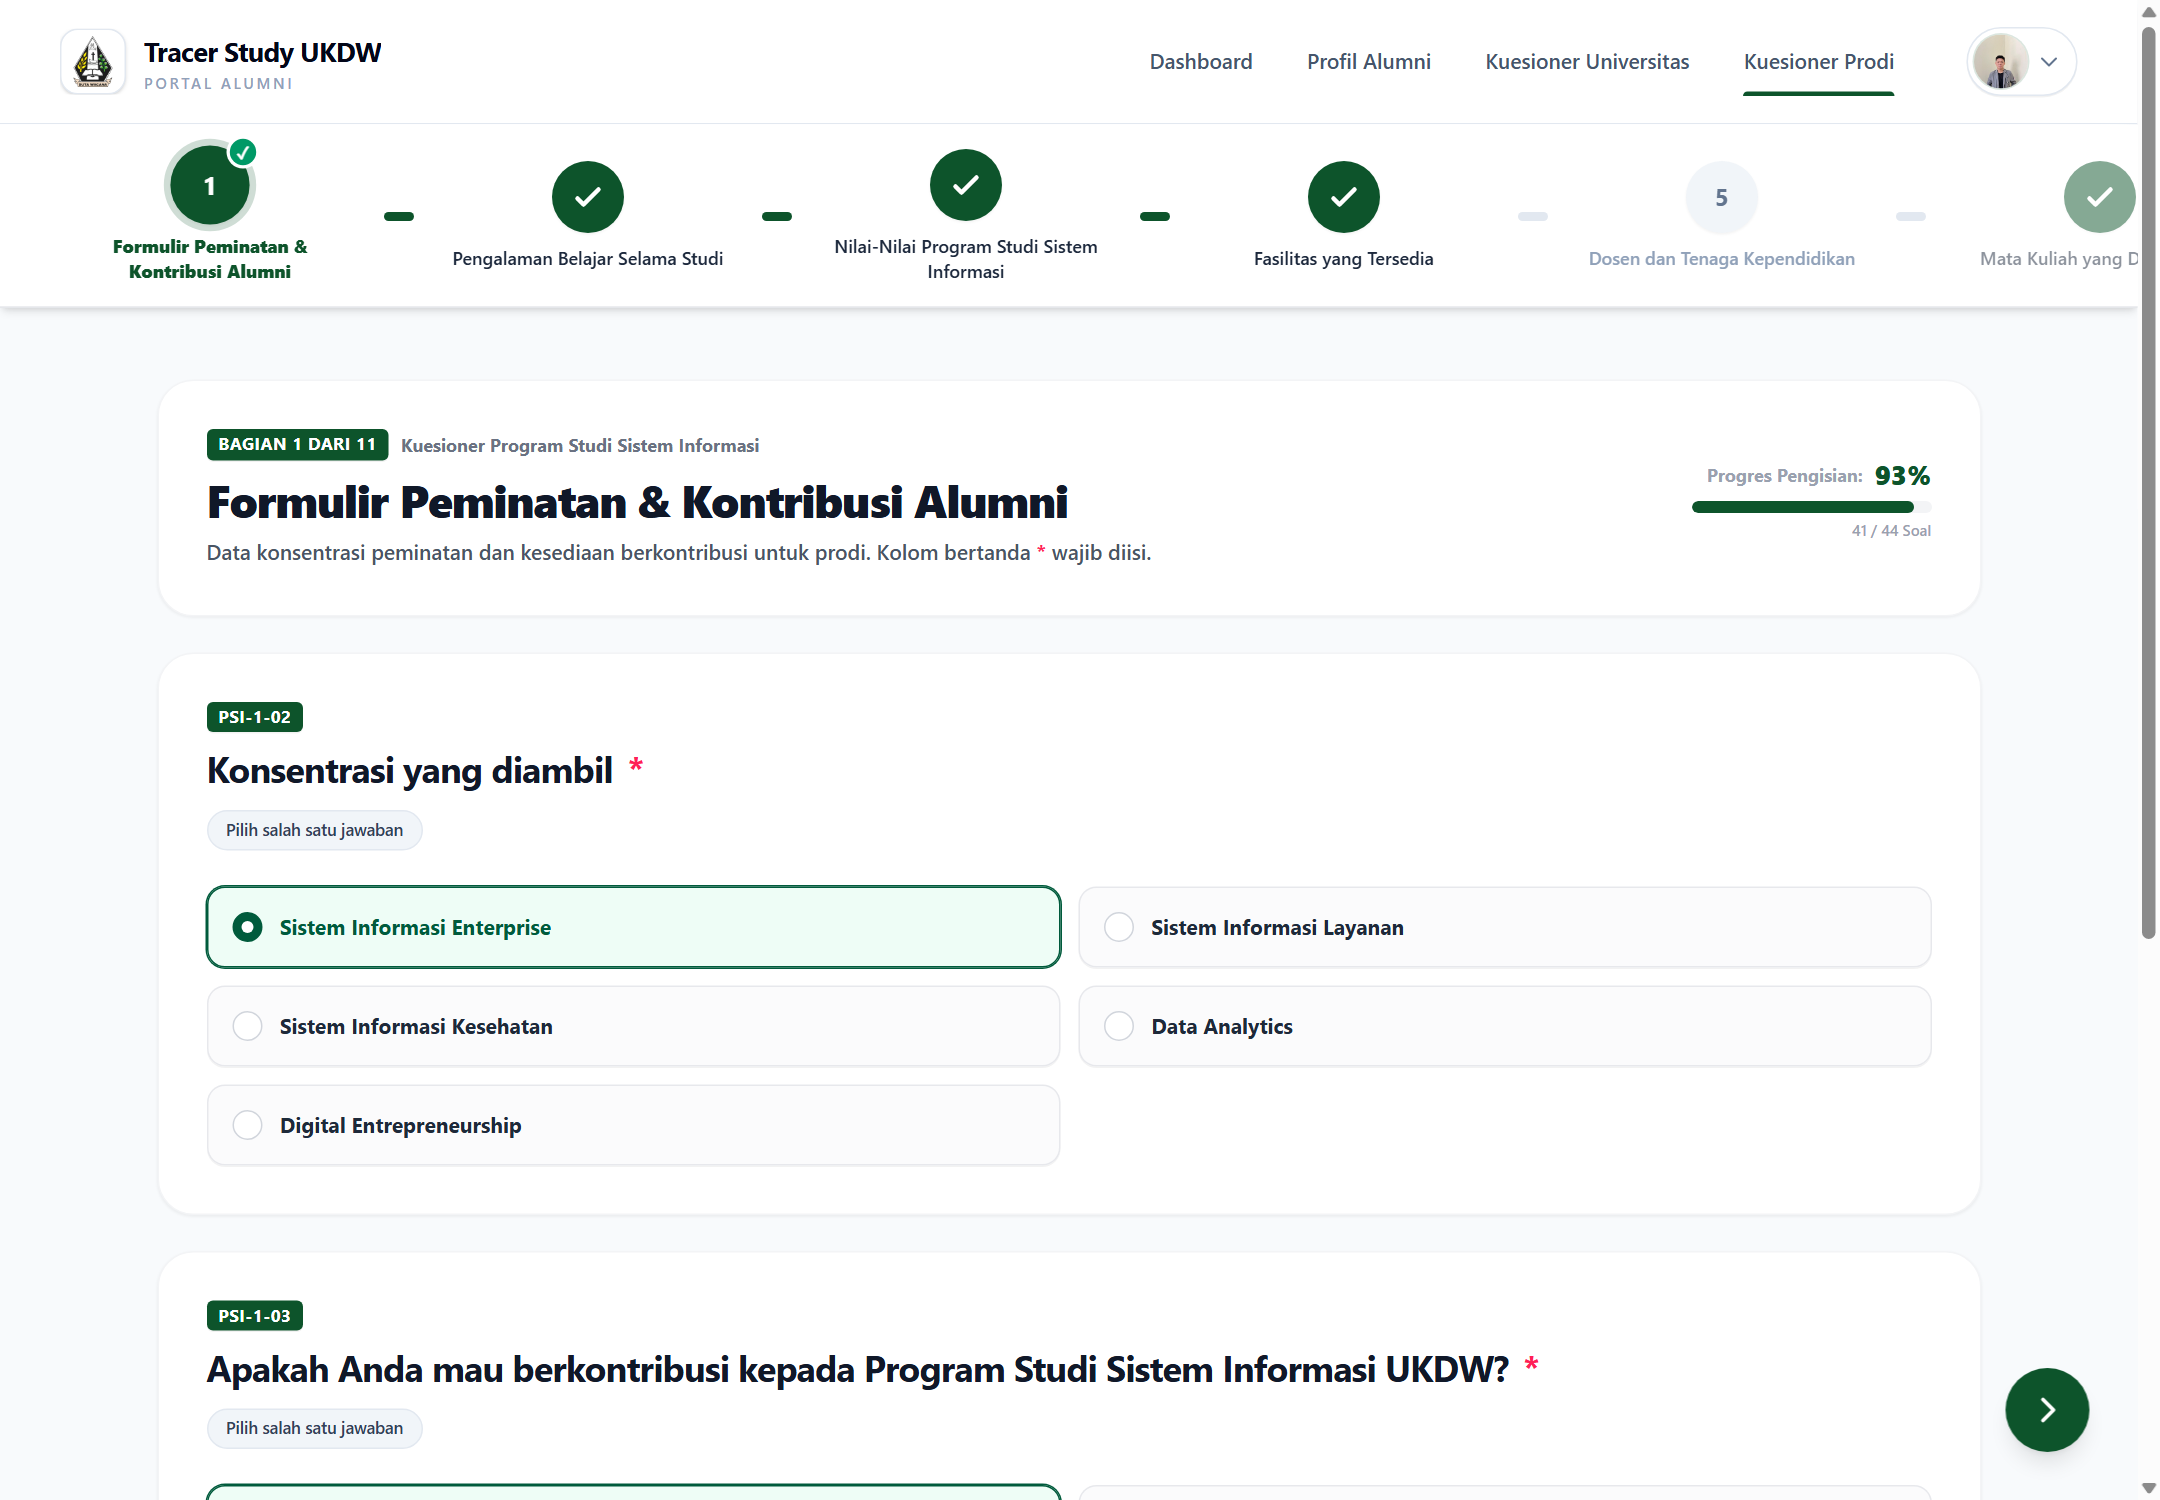 Tracer Study UKDW
PORTAL ALUMNI
Dashboard
Profil Alumni
Kuesioner Universitas
Kuesioner Prodi
1
Formulir Peminatan &
Kontribusi Alumni
Pengalaman Belajar Selama Studi
Nilai-Nilai Program Studi Sistem
Informasi
Fasilitas yang Tersedia
5
Dosen dan Tenaga Kependidikan
Mata Kuliah yang D
BAGIAN 1 DARI 11
Kuesioner Program Studi Sistem Informasi
Formulir Peminatan & Kontribusi Alumni
Data konsentrasi peminatan dan kesediaan berkontribusi untuk prodi. Kolom bertanda * wajib diisi.
Progres Pengisian: 93%
41 / 44 Soal
PSI-1-02
Konsentrasi yang diambil *
Pilih salah satu jawaban
Sistem Informasi Enterprise
Sistem Informasi Layanan
Sistem Informasi Kesehatan
Data Analytics
Digital Entrepreneurship
PSI-1-03
Apakah Anda mau berkontribusi kepada Program Studi Sistem Informasi UKDW? *
Pilih salah satu jawaban